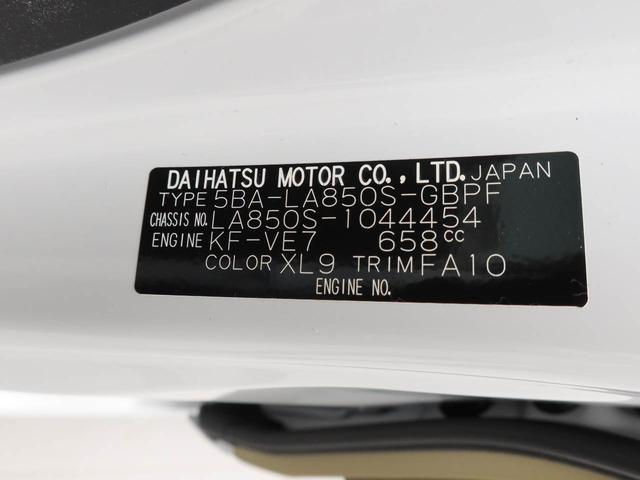 DAIHATSU MOTOR CO., LTD. JAPAN
TYPE 5BA-LA850S-GBPF
CHASSIS NO. LA850S-1044454
ENGINE KF-VE7 658cc
COLOR XL9 TRIM FA10
ENGINE NO.